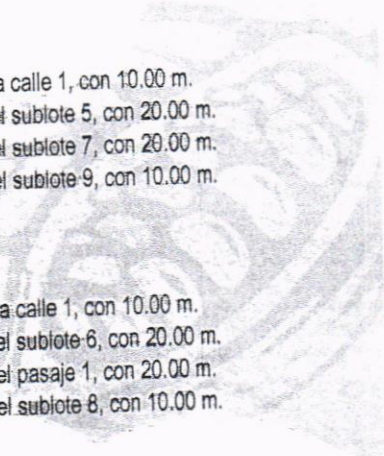 a calle 1, con 10.00 m.
el sublote 5, con 20.00 m.
el sublote 7, con 20.00 m.
el sublote 9, con 10.00 m.
a calle 1, con 10.00 m.
el sublote 6, con 20.00 m.
el pasaje 1, con 20.00 m.
el sublote 8, con 10.00 m.